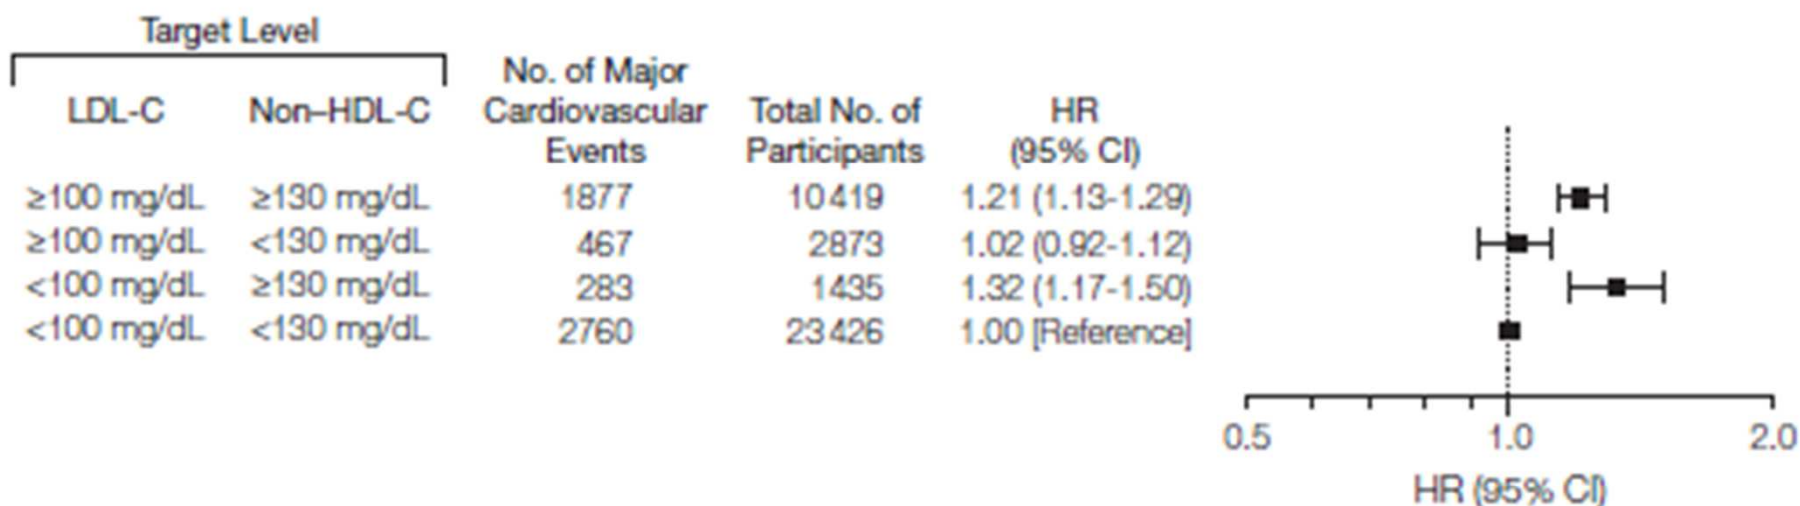 Target Level
LDL-C Non–HDL-C No. of Major Cardiovascular Events Total No. of Participants HR (95% CI)
≥100 mg/dL ≥130 mg/dL 1877 10419 1.21 (1.13-1.29)
≥100 mg/dL <130 mg/dL 467 2873 1.02 (0.92-1.12)
<100 mg/dL ≥130 mg/dL 283 1435 1.32 (1.17-1.50)
<100 mg/dL <130 mg/dL 2760 23426 1.00 [Reference]
0.5 1.0 2.0
HR (95% CI)